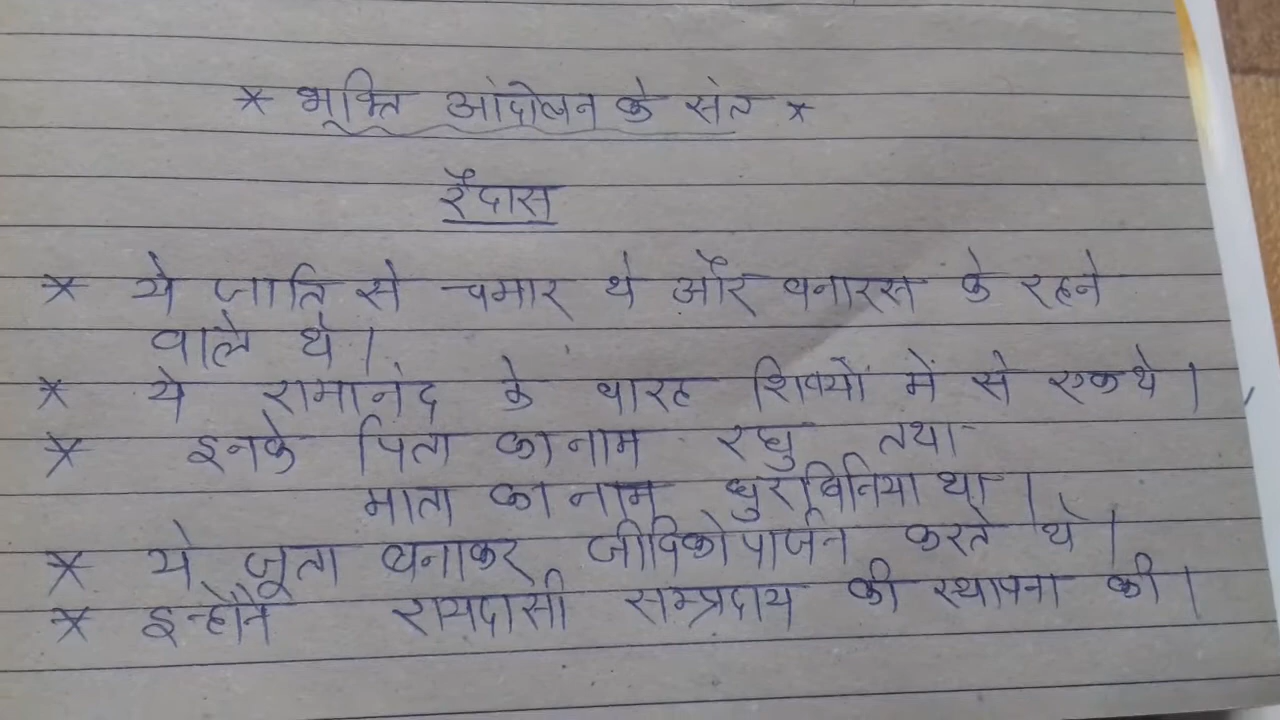 * भक्ति आंदोलन के संत *
रैदास
* ये जाति से चमार थे और बनारस के रहने
वाले थे।
* ये रामानंद के बारह शिष्यों में से एक थे।
* इनके पिता का नाम रघु तथा
माता का नाम घुरबिनिया था।
* ये जूता बनाकर जीविकोपार्जन करते थे।
* इन्होंने रायदासी सम्प्रदाय की स्थापना की।